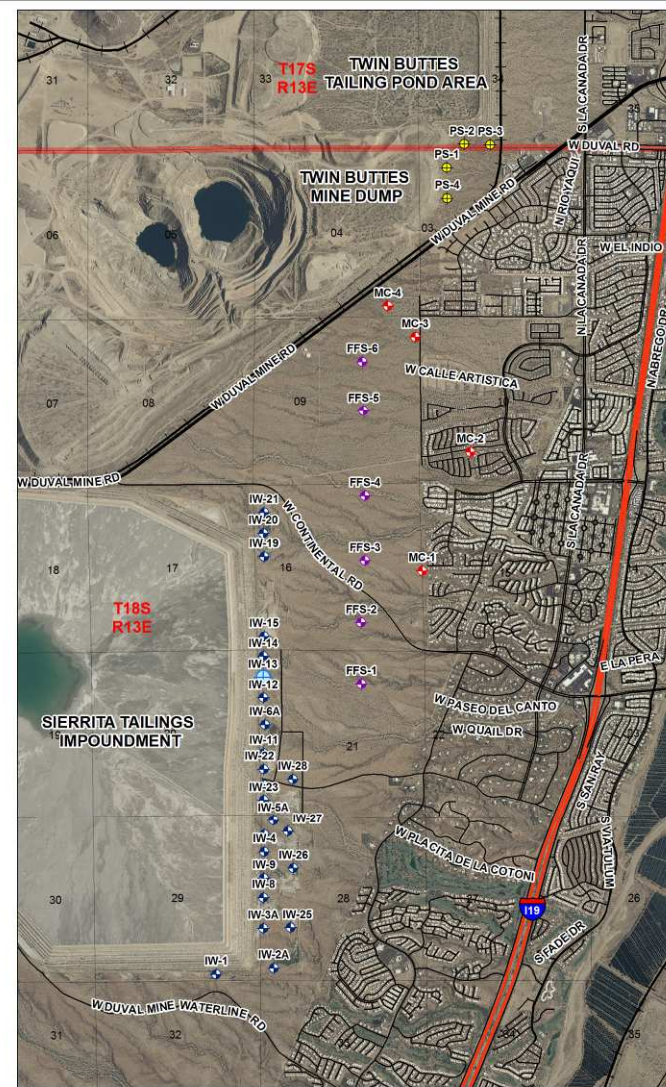 31
32
33
T17S
R13E
TWIN BUTTES
TAILING POND AREA
34
S LA CANADA DR
35
PS-2
PS-3
W DUVAL RD
PS-1
PS-4
TWIN BUTTES
MINE DUMP
W DUVAL MINE RD
N RIO YAQUI
06
05
04
03
W EL INDIO
N LA CANADA DR
N ABREGO DR
MC-4
MC-3
FFS-6
W CALLE ARTISTICA
W DUVAL MINE RD
07
08
09
FFS-5
MC-2
W DUVAL MINE RD
S LA CANADA DR
FFS-4
IW-21
IW-20
IW-19
W CONTINENTAL RD
18
17
16
FFS-3
MC-1
15
14
T18S
R13E
FFS-2
IW-15
IW-14
IW-13
IW-12
E LA PERA
FFS-1
W PASEO DEL CANTO
IW-6A
W QUAIL DR
SIERRITA TAILINGS
IMPOUNDMENT
19
20
21
22
23
IW-11
IW-22
IW-28
S SAN RAY
IW-23
IW-5A
IW-27
S VIA TULUM
IW-4
W PLACITA DE LA COTONI
IW-26
IW-9
IW-8
30
29
28
26
IW-3A
IW-25
I19
S FADE DR
IW-1
IW-2A
W DUVAL MINE WATERLINE RD
31
32
33
34
35